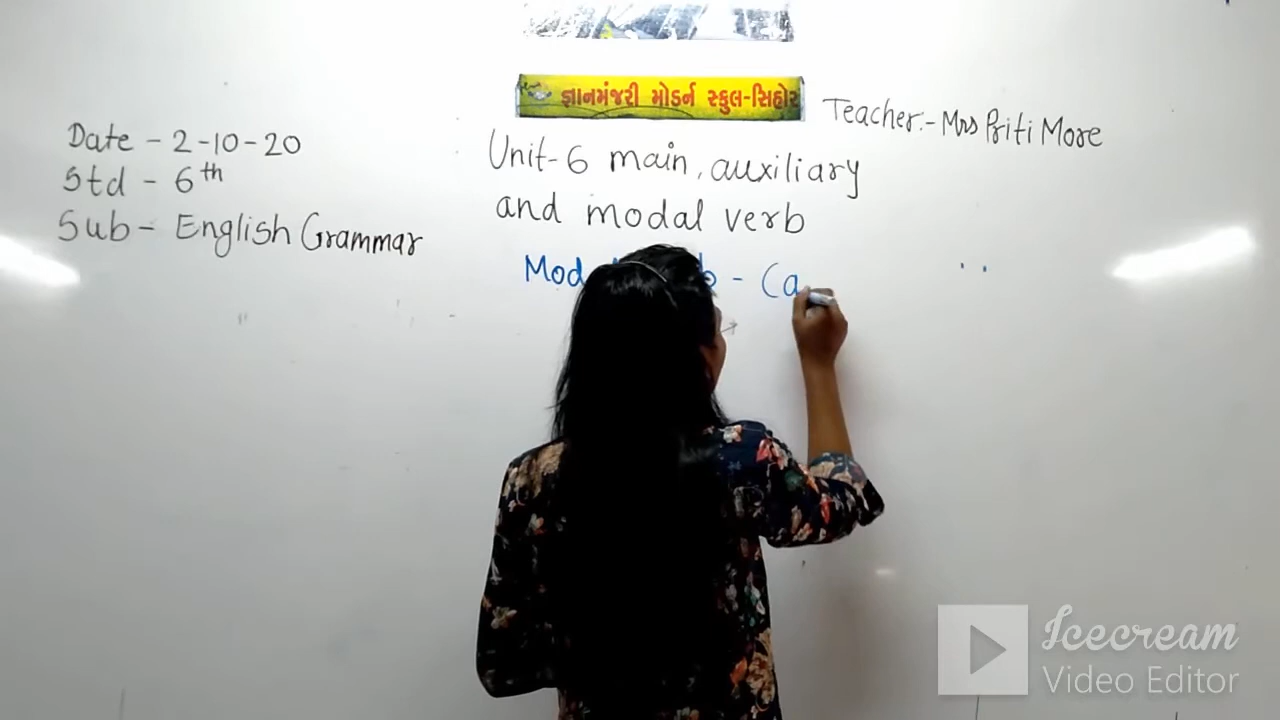 જ્ઞાનમંજરી મોડર્ન સ્કુલ-સિહોર
Teacher:- Mrs Priti More
Date - 2-10-20
Std - 6th
Sub - English Grammar
Unit-6 main, auxiliary
and modal verb
- Ca
Icecream
Video Editor